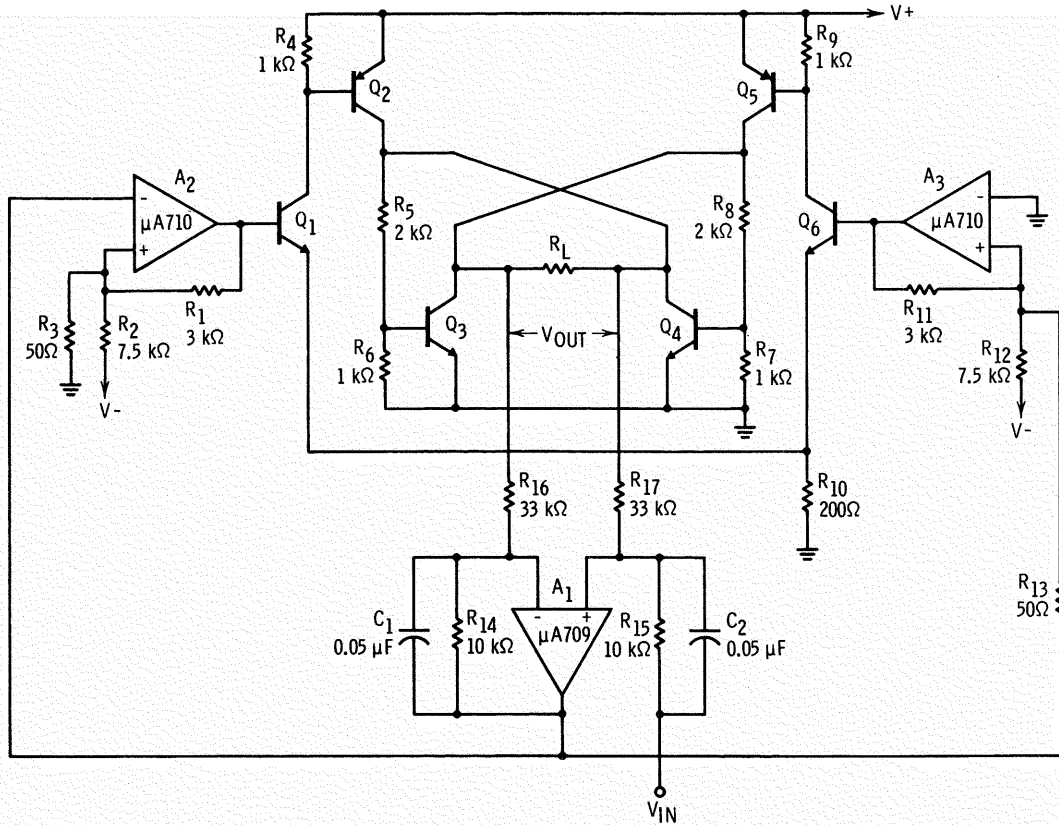 V+
R4
1 kΩ
R9
1 kΩ
Q2
Q5
A2
μA710
-
+
Q1
R5
2 kΩ
R8
2 kΩ
Q6
A3
μA710
-
+
RL
R1
3 kΩ
R11
3 kΩ
R3
50Ω
R2
7.5 kΩ
V-
Q3
VOUT
Q4
R6
1 kΩ
R7
1 kΩ
R12
7.5 kΩ
V-
R16
33 kΩ
R17
33 kΩ
R10
200Ω
A1
-
+
μA709
C1
0.05 μF
R14
10 kΩ
R15
10 kΩ
C2
0.05 μF
R13
50Ω
VIN